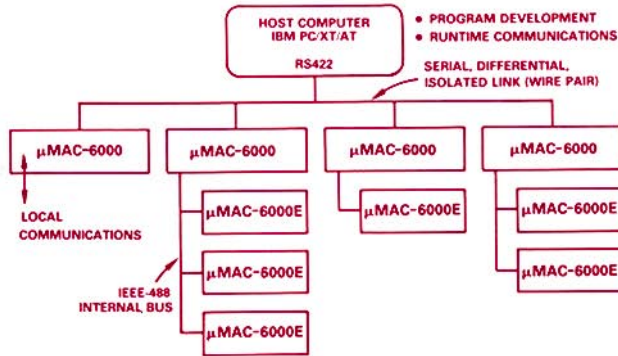 HOST COMPUTER
IBM PC/XT/AT
RS422
• PROGRAM DEVELOPMENT
• RUNTIME COMMUNICATIONS
SERIAL, DIFFERENTIAL,
ISOLATED LINK (WIRE PAIR)
µMAC-6000
µMAC-6000
µMAC-6000
µMAC-6000
LOCAL
COMMUNICATIONS
µMAC-6000E
µMAC-6000E
µMAC-6000E
µMAC-6000E
µMAC-6000E
IEEE-488
INTERNAL BUS
µMAC-6000E